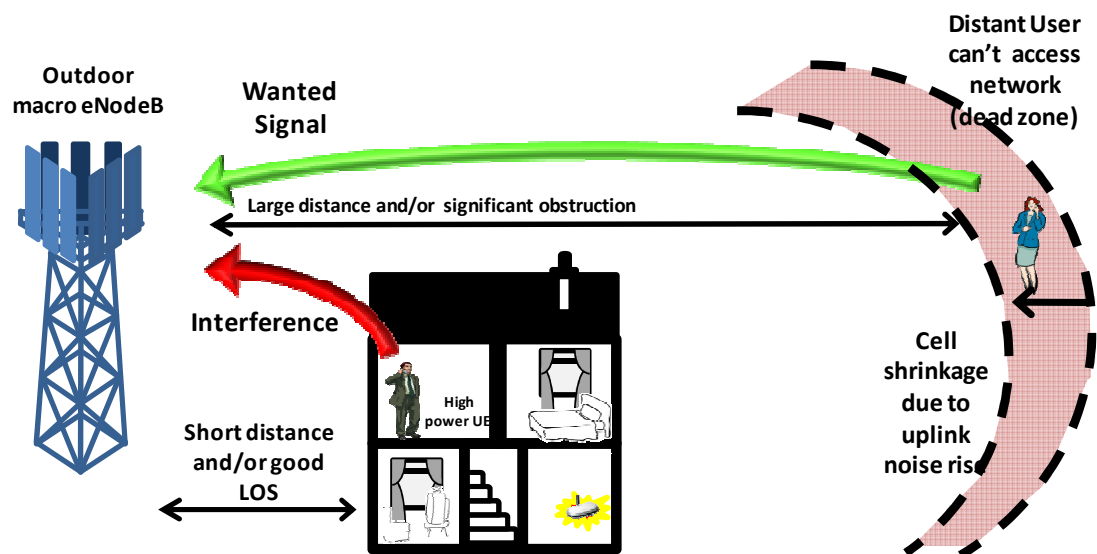 Outdoor
macro eNodeB
Wanted
Signal
Distant User
can't access
network
(dead zone)
Large distance and/or significant obstruction
Interference
High
power UE
Short distance
and/or good
LOS
Cell
shrinkage
due to
uplink
noise rise